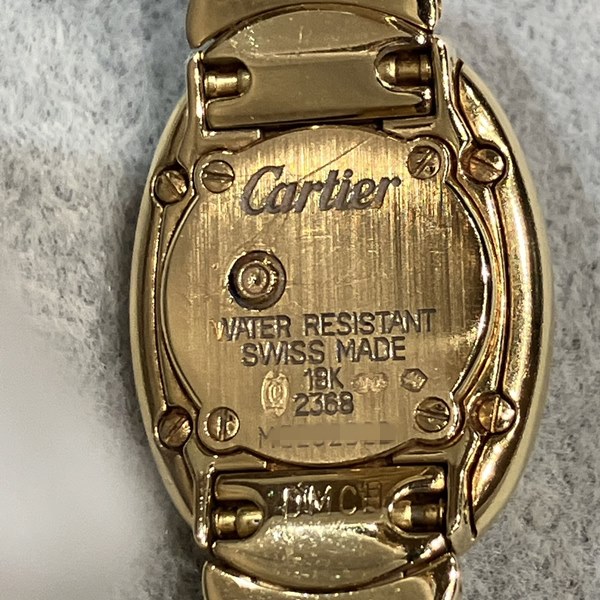 Cartier
WATER RESISTANT
SWISS MADE
18K
2368